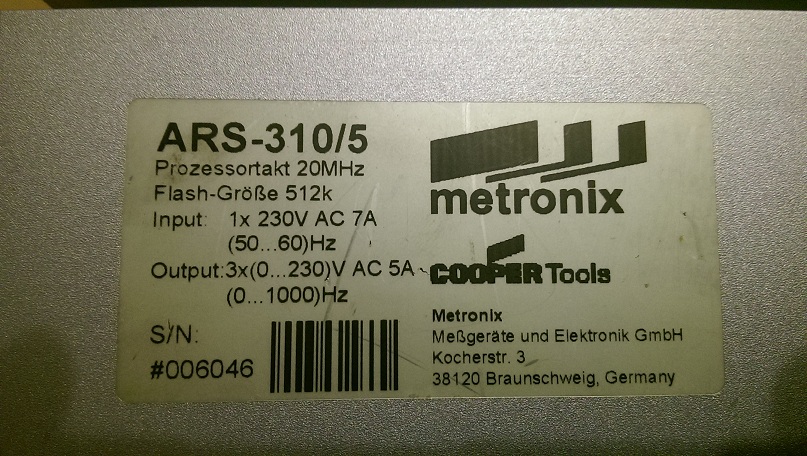 ARS-310/5
Prozessortakt 20MHz
Flash-Größe 512k
Input: 1x 230V AC 7A
(50...60)Hz
Output:3x(0...230)V AC 5A
(0...1000)Hz
S/N:
#006046
metronix
COOPER Tools
Metronix
Meßgeräte und Elektronik GmbH
Kocherstr. 3
38120 Braunschweig, Germany